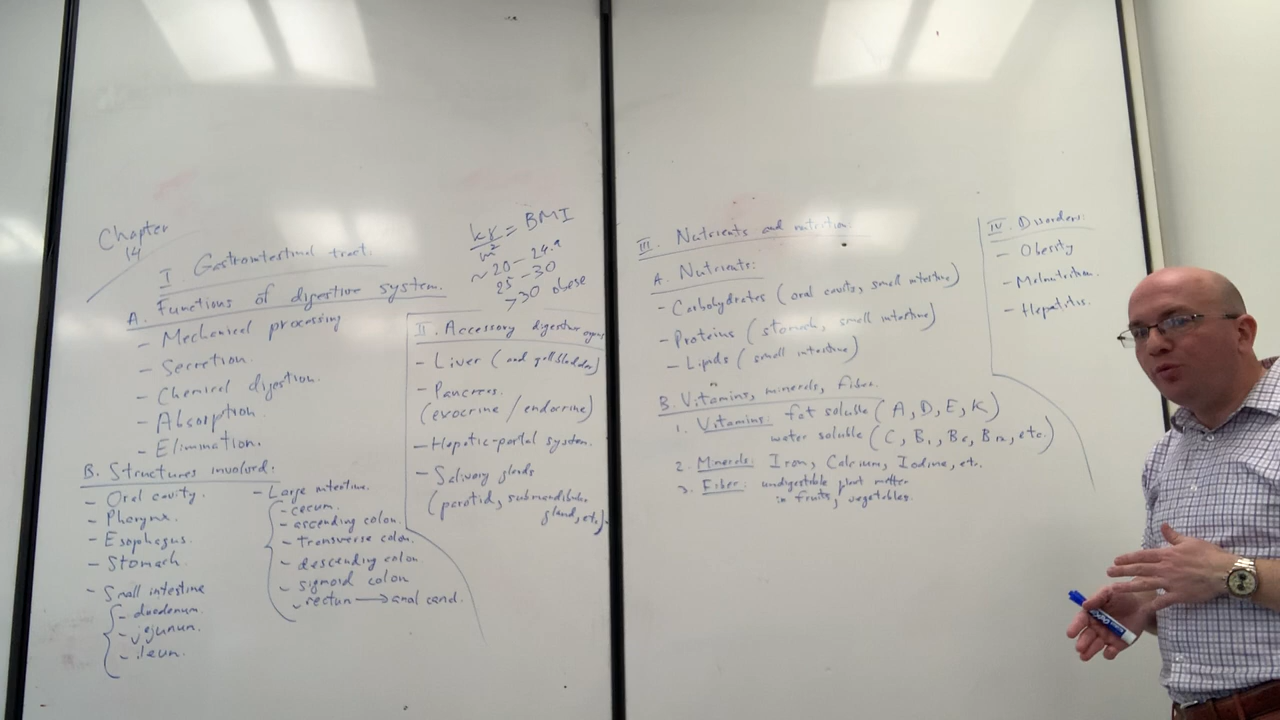 Chapter
14
I. Gastrointestinal tract.
A. Functions of digestive system.
- Mechanical processing
- Secretion.
- Chemical digestion.
- Absorption.
- Elimination.
B. Structures involved:
- Oral cavity.
- Pharynx.
- Esophagus.
- Stomach.
- Small intestine
- duodenum.
- jejunum.
- ileum.
- Large intestine.
- cecum.
- ascending colon.
- transverse colon.
- descending colon.
- sigmoid colon
- rectum → anal canal.
kg/m² = BMI
~20 - 24.9
25 - 30
>30 obese
II. Accessory digestive organs
- Liver (and gallbladder)
- Pancreas.
(exocrine / endocrine)
- Hepatic-portal system.
- Salivary glands
(parotid, submandibular
gland, etc.)
III. Nutrients and nutrition.
A. Nutrients:
- Carbohydrates (oral cavity, small intestine)
- Proteins (stomach, small intestine)
- Lipids (small intestine)
B. Vitamins, minerals, fiber.
1. Vitamins: fat soluble (A, D, E, K)
water soluble (C, B₁, B₆, B₁₂, etc.)
2. Minerals: Iron, Calcium, Iodine, etc.
3. Fiber: undigestable plant matter
in fruits, vegetables.
IV. Disorders:
- Obesity
- Malnutrition.
- Hepatitis.